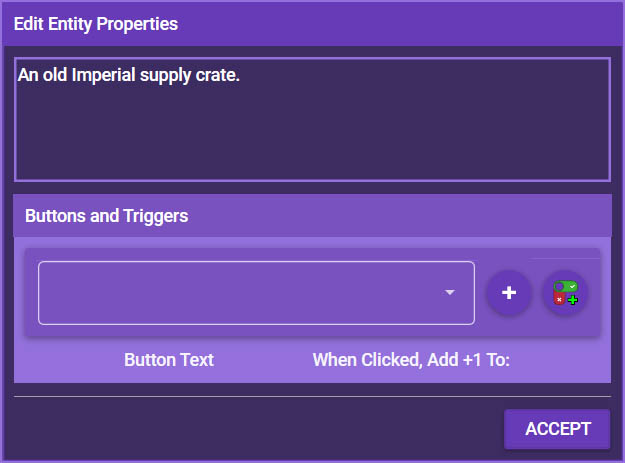 Edit Entity Properties
An old Imperial supply crate.
Buttons and Triggers
+
Button Text When Clicked, Add +1 To:
ACCEPT